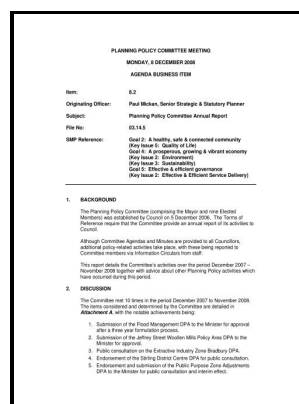 PLANNING POLICY COMMITTEE MEETING
MONDAY, 8 DECEMBER 2008
AGENDA BUSINESS ITEM
Item: 8.2
Originating Officer: Paul Mickan, Senior Strategic & Statutory Planner
Subject: Planning Policy Committee Annual Report
File No: 03.14.5
SMP Reference: Goal 2: A healthy, safe & connected community
(Key Issue 5: Quality of Life)
Goal 4: A prosperous, growing & vibrant economy
(Key Issue 2: Environment)
(Key Issue 3: Sustainability)
Goal 5: Effective & efficient governance
(Key Issue 2: Effective & Efficient Service Delivery)
1. BACKGROUND
The Planning Policy Committee (comprising the Mayor and nine Elected
Members) was established by Council on 5 December 2006. The Terms of
Reference require that the Committee provide an annual report of its activities to
Council.
Although Committee Agendas and Minutes are provided to all Councillors,
additional policy-related activities take place, with these being reported to
Committee members via Information Circulars from staff.
This report details the Committee's activities over the period December 2007 –
November 2008 together with advice about other Planning Policy activities which
have occurred during this period.
2. DISCUSSION
The Committee met 10 times in the period December 2007 to November 2008.
The items considered and determined by the Committee are detailed in
Attachment A, with the notable achievements being:
1. Submission of the Flood Management DPA to the Minister for approval
after a three year formulation process.
2. Submission of the Jeffrey Street Woollen Mills Policy Area DPA to the
Minister for approval.
3. Public consultation on the Extractive Industry Zone Bradbury DPA.
4. Endorsement of the Stirling District Centre DPA for public consultation.
5. Endorsement and submission of the Public Purpose Zone Adjustments
DPA to the Minister for public consultation and interim effect.